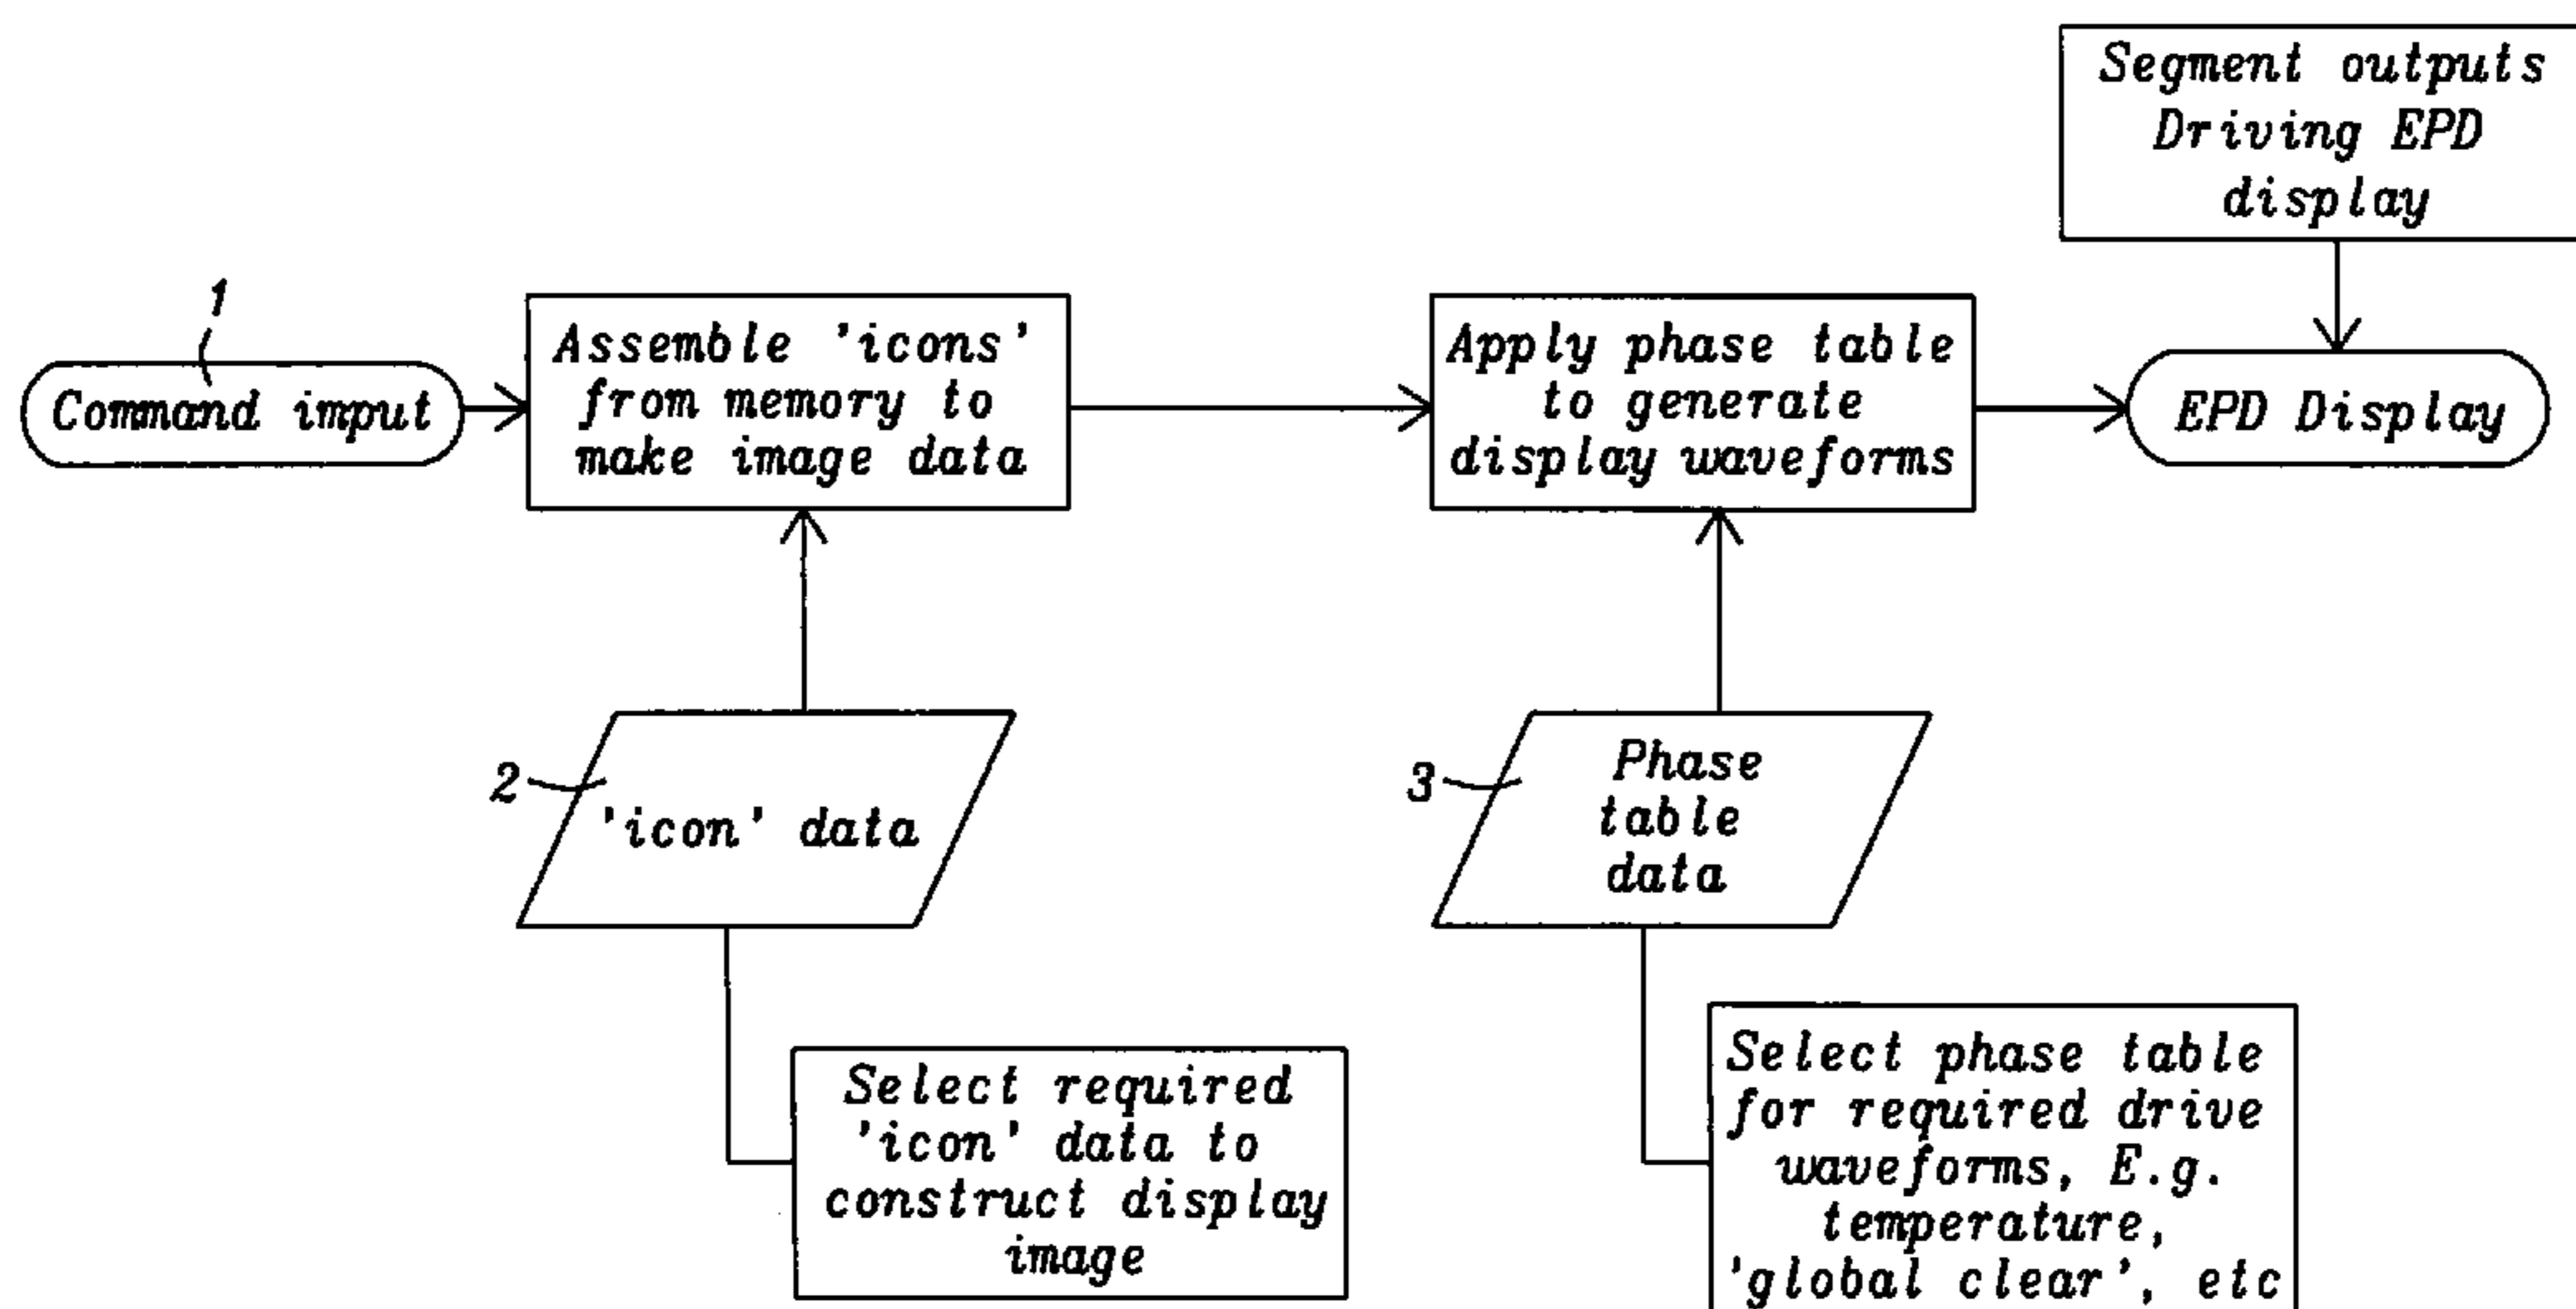 Segment outputs
Driving EPD
display
1
Command imput
Assemble 'icons'
from memory to
make image data
Apply phase table
to generate
display waveforms
EPD Display
2
'icon' data
3
Phase
table
data
Select required
'icon' data to
construct display
image
Select phase table
for required drive
waveforms, E.g.
temperature,
'global clear', etc